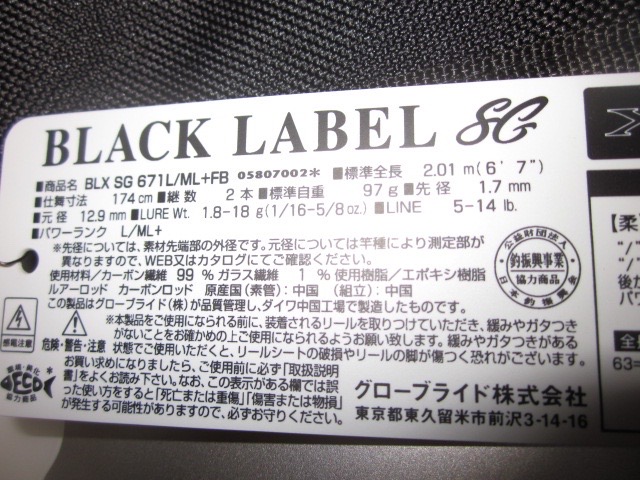 BLACK LABEL SG
■商品名 BLX SG 671L/ML+FB 05807002* ■標準全長 2.01m(6'7")
■仕舞寸法 174cm ■継数 2本 ■標準自重 97g ■先径 1.7mm
■元径 12.9mm ■LURE Wt. 1.8-18g(1/16-5/8oz.) ■LINE 5-14lb.
■パワーランク L/ML+
※先径については、素材先端部の外径です。元径については竿種により測定部が
異なりますので、WEB又はカタログにてご確認ください。
使用材料/カーボン繊維 99% ガラス繊維 1%使用樹脂/エポキシ樹脂
ルアーロッド カーボンロッド 原産国(素管):中国 (組立):中国
この製品はグローブライド(株)が品質管理し、ダイワ中国工場で製造したものです。
公益財団法人
釣振興事業
協力商品
日本釣振興会
感電注意
危険・警告・注意
※本製品をご使用になられる前に、装着されるリールを取りつけていただき、緩みやガタつき
がないことをお確かめの上ご使用になられるようお願い致します。緩みやガタつきがある
状態でご使用いただくと、リールシートの破損やリールの脚が傷つく恐れがございます。
お買い求めになりましたら、ご使用前に必ず「取扱説明
書」をよくお読み下さい。なお、この表示がある欄では誤
った使い方をすると「死亡または重傷」「傷害または物損」
が発生する可能性がありますので、必ずお守りください。
ECO
協力商品
グローブライド株式会社
東京都東久留米市前沢3-14-16
【柔
"/
"/
後か
パワ
全長
63=